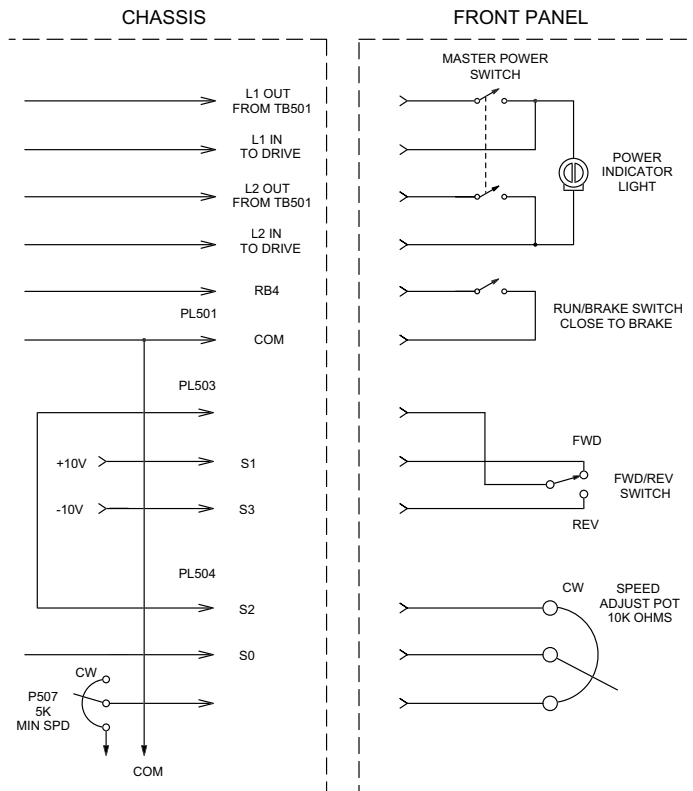 CHASSIS
FRONT PANEL
MASTER POWER
SWITCH
L1 OUT
FROM TB501
L1 IN
TO DRIVE
POWER
INDICATOR
LIGHT
L2 OUT
FROM TB501
L2 IN
TO DRIVE
RB4
RUN/BRAKE SWITCH
CLOSE TO BRAKE
PL501
COM
PL503
FWD
+10V
S1
FWD/REV
SWITCH
-10V
S3
REV
PL504
CW
SPEED
ADJUST POT
10K OHMS
S2
S0
CW
P507
5K
MIN SPD
COM